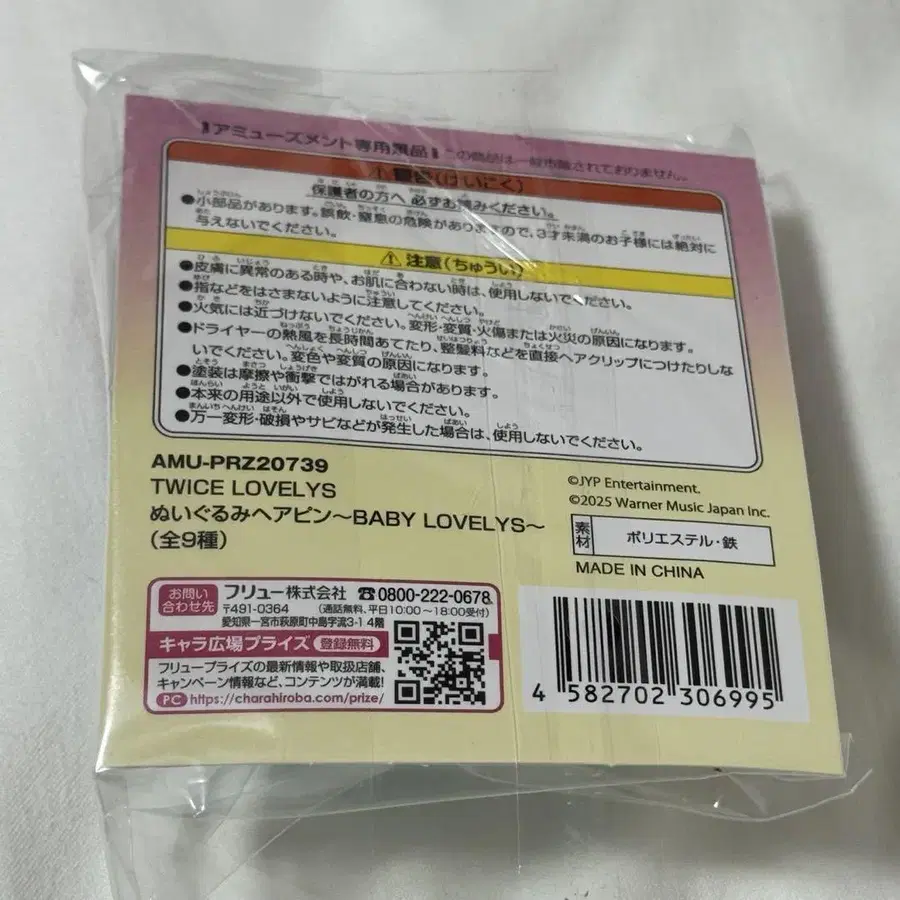 アミューズメント専用景品 この商品は一般市販されておりません。
⚠警告(けいこく)
保護者の方へ 必ずお読みください。
●小部品があります。誤飲・窒息の危険がありますので、3才未満のお子様には絶対に
与えないでください。
⚠注意(ちゅうい)
●皮膚に異常のある時や、お肌に合わない時は、使用しないでください。
●指などをはさまないように注意してください。
●火気には近づけないでください。変形・変質・火傷または火災の原因になります。
●ドライヤーの熱風を長時間あてたり、整髪料などを直接ヘアクリップにつけたりしな
いでください。変色や変質の原因になります。
●塗装は摩擦や衝撃ではがれる場合があります。
●本来の用途以外で使用しないでください。
●万一変形・破損やサビなどが発生した場合は、使用しないでください。
AMU-PRZ20739
TWICE LOVELYS
ぬいぐるみヘアピン～BABY LOVELYS～
(全9種)
©JYP Entertainment.
©2025 Warner Music Japan Inc.
素材 ポリエステル・鉄
MADE IN CHINA
お問い
合わせ先
フリュー株式会社 ☎0800-222-0678
〒491-0364 (通話無料、平日10:00～18:00受付)
愛知県一宮市萩原町中島字流3-1 4階
キャラ広場プライズ 登録無料
フリュープライズの最新情報や取扱店舗、
キャンペーン情報など、コンテンツが満載!
PC https://charahiroba.com/prize/
4 582702 306995